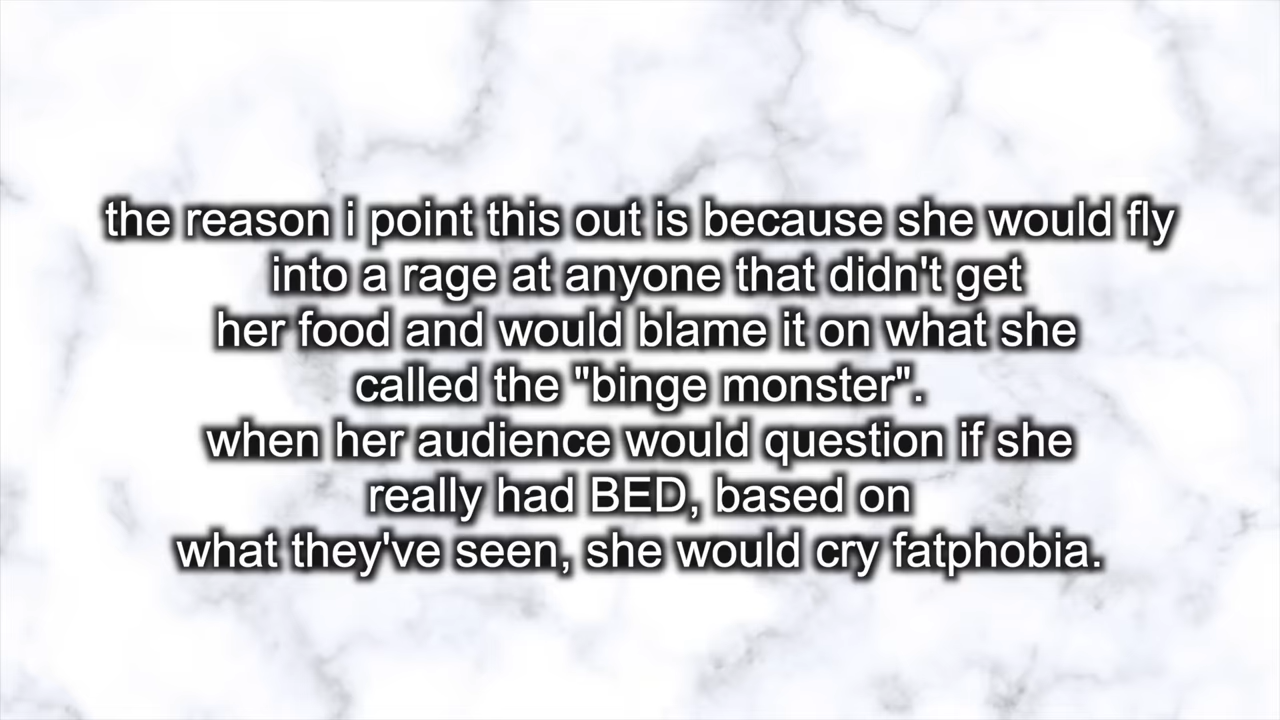 the reason i point this out is because she would fly
into a rage at anyone that didn't get
her food and would blame it on what she
called the "binge monster".
when her audience would question if she
really had BED, based on
what they've seen, she would cry fatphobia.